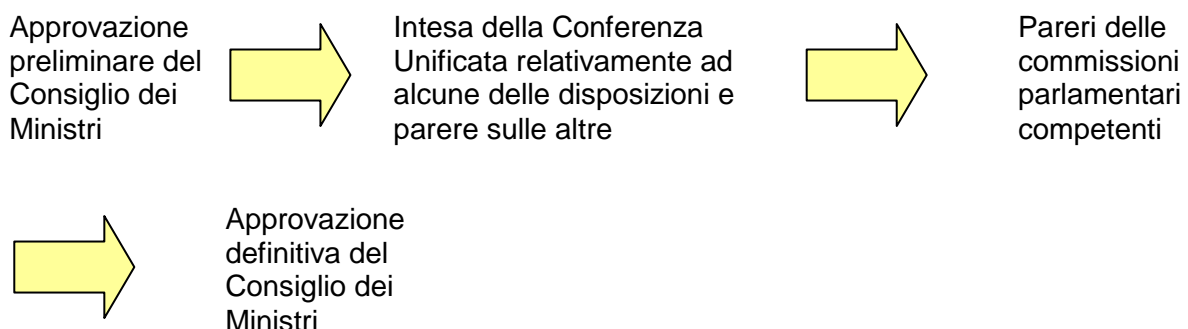 Approvazione
preliminare del
Consiglio dei
Ministri
Intesa della Conferenza
Unificata relativamente ad
alcune delle disposizioni e
parere sulle altre
Pareri delle
commissioni
parlamentari
competenti
Approvazione
definitiva del
Consiglio dei
Ministri